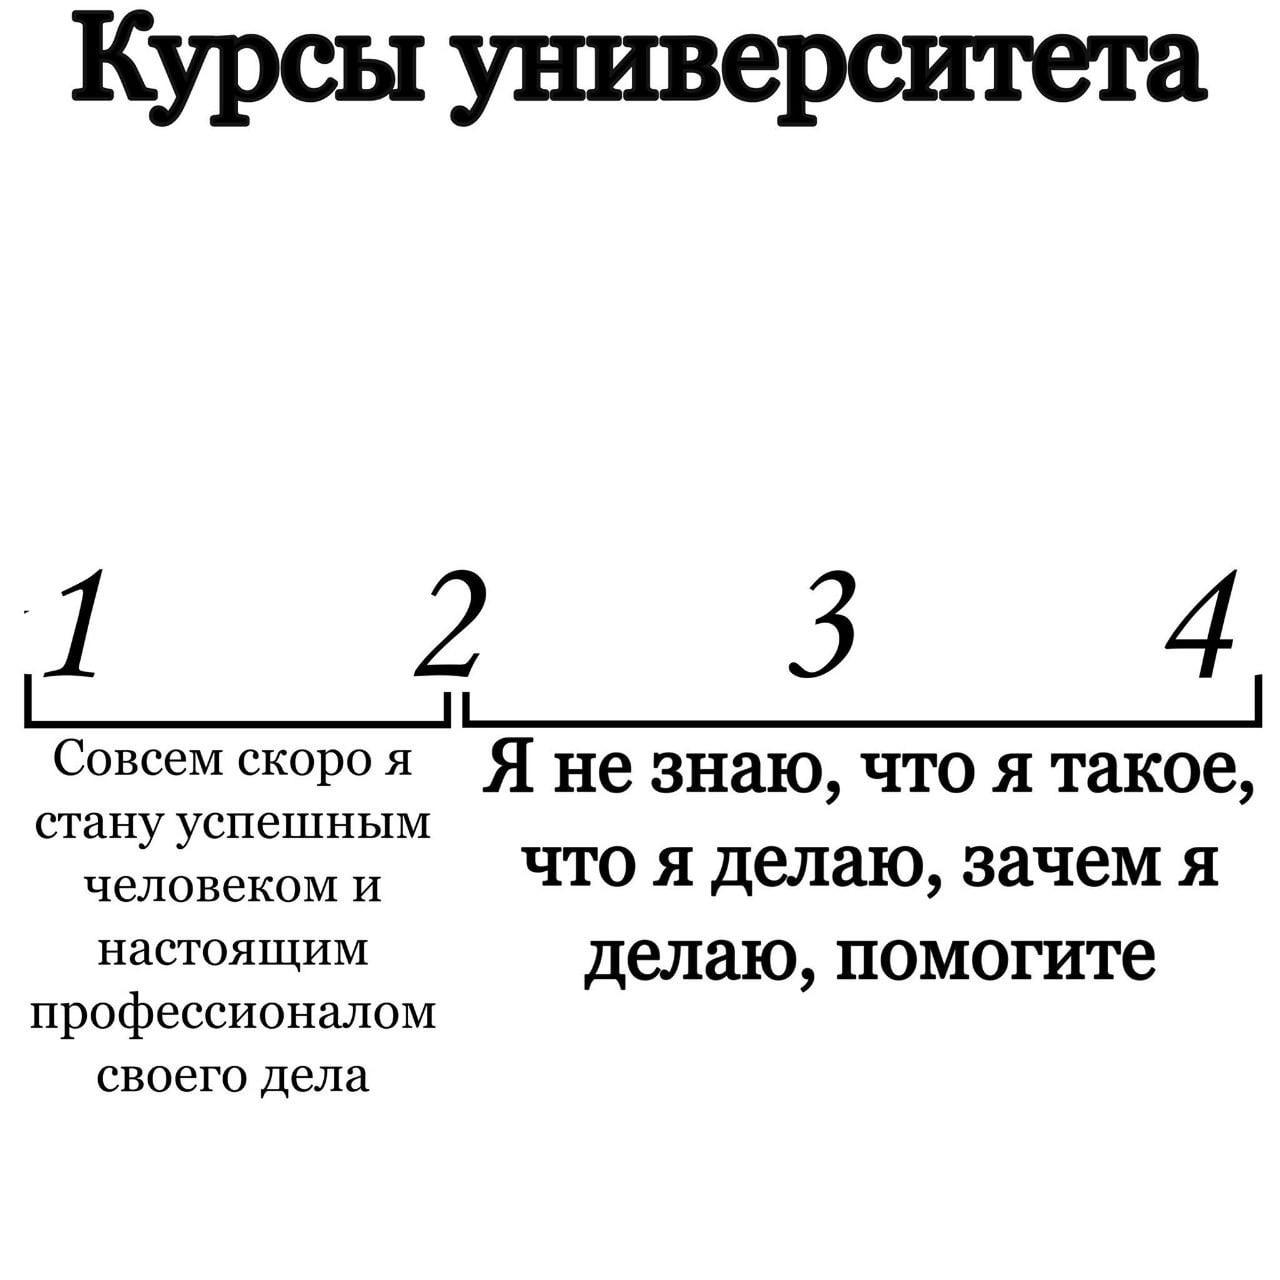 Курсы университета
1 2 3 4
Совсем скоро я
стану успешным
человеком и
настоящим
профессионалом
своего дела
Я не знаю, что я такое,
что я делаю, зачем я
делаю, помогите